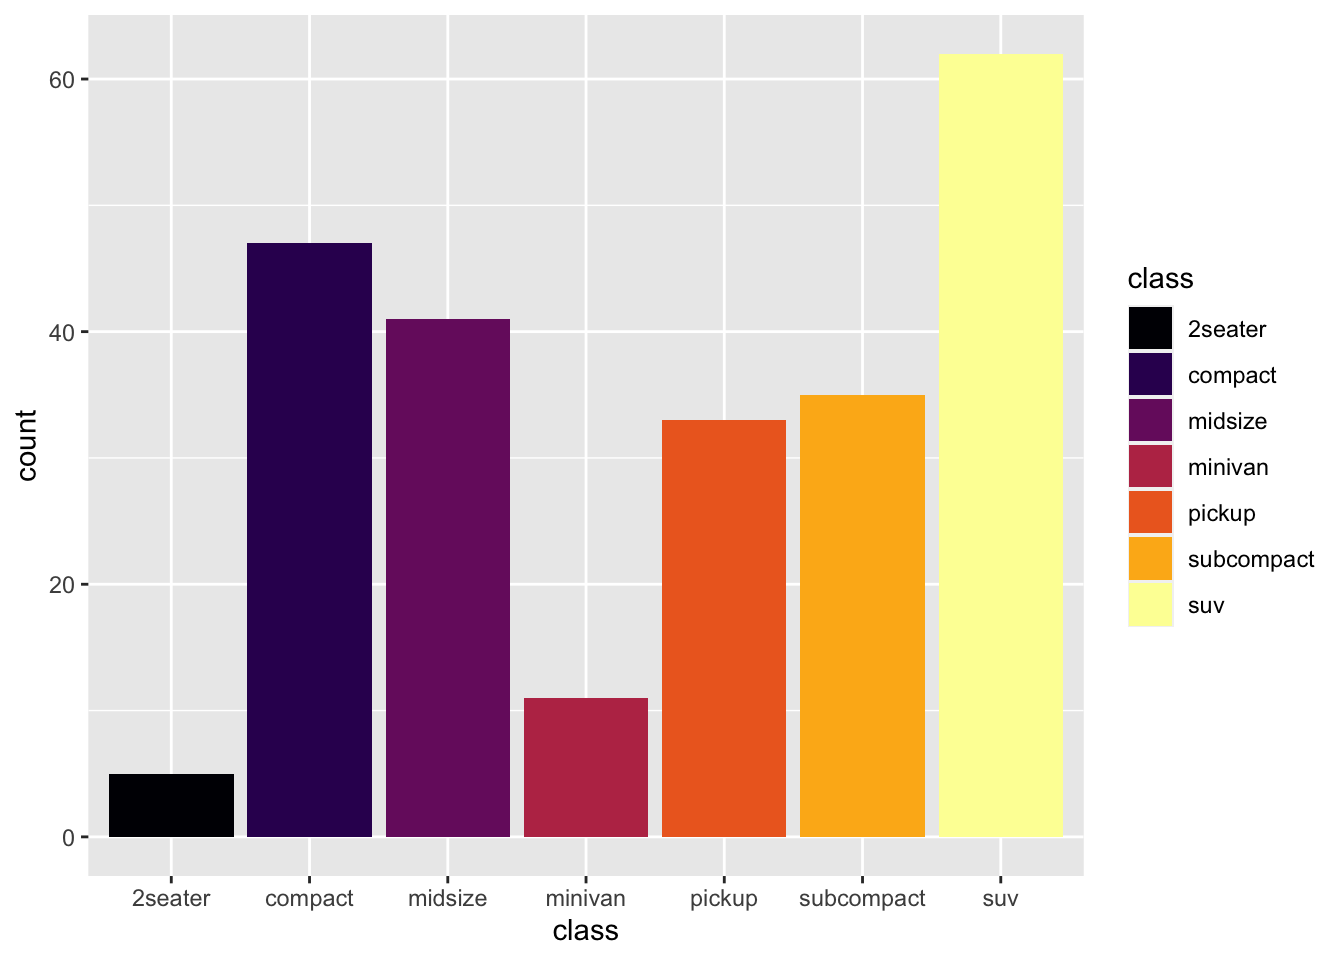 60
40
20
0
count
2seater compact midsize minivan pickup subcompact suv
class
class
2seater
compact
midsize
minivan
pickup
subcompact
suv